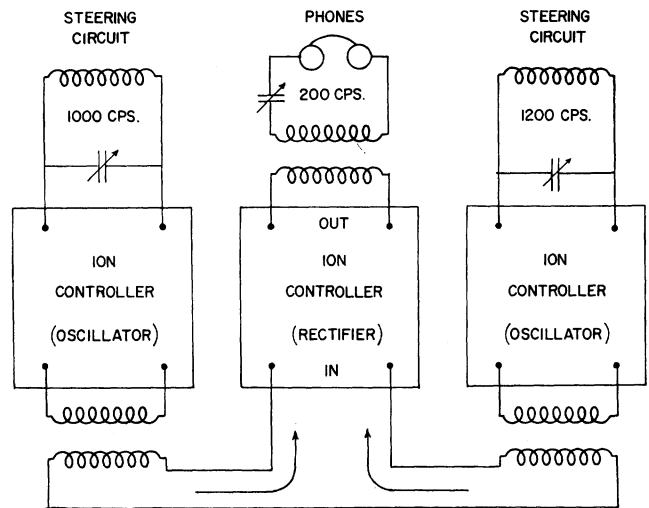 STEERING
CIRCUIT
1000 CPS.
ION
CONTROLLER
(OSCILLATOR)
PHONES
200 CPS.
OUT
ION
CONTROLLER
(RECTIFIER)
IN
STEERING
CIRCUIT
1200 CPS.
ION
CONTROLLER
(OSCILLATOR)